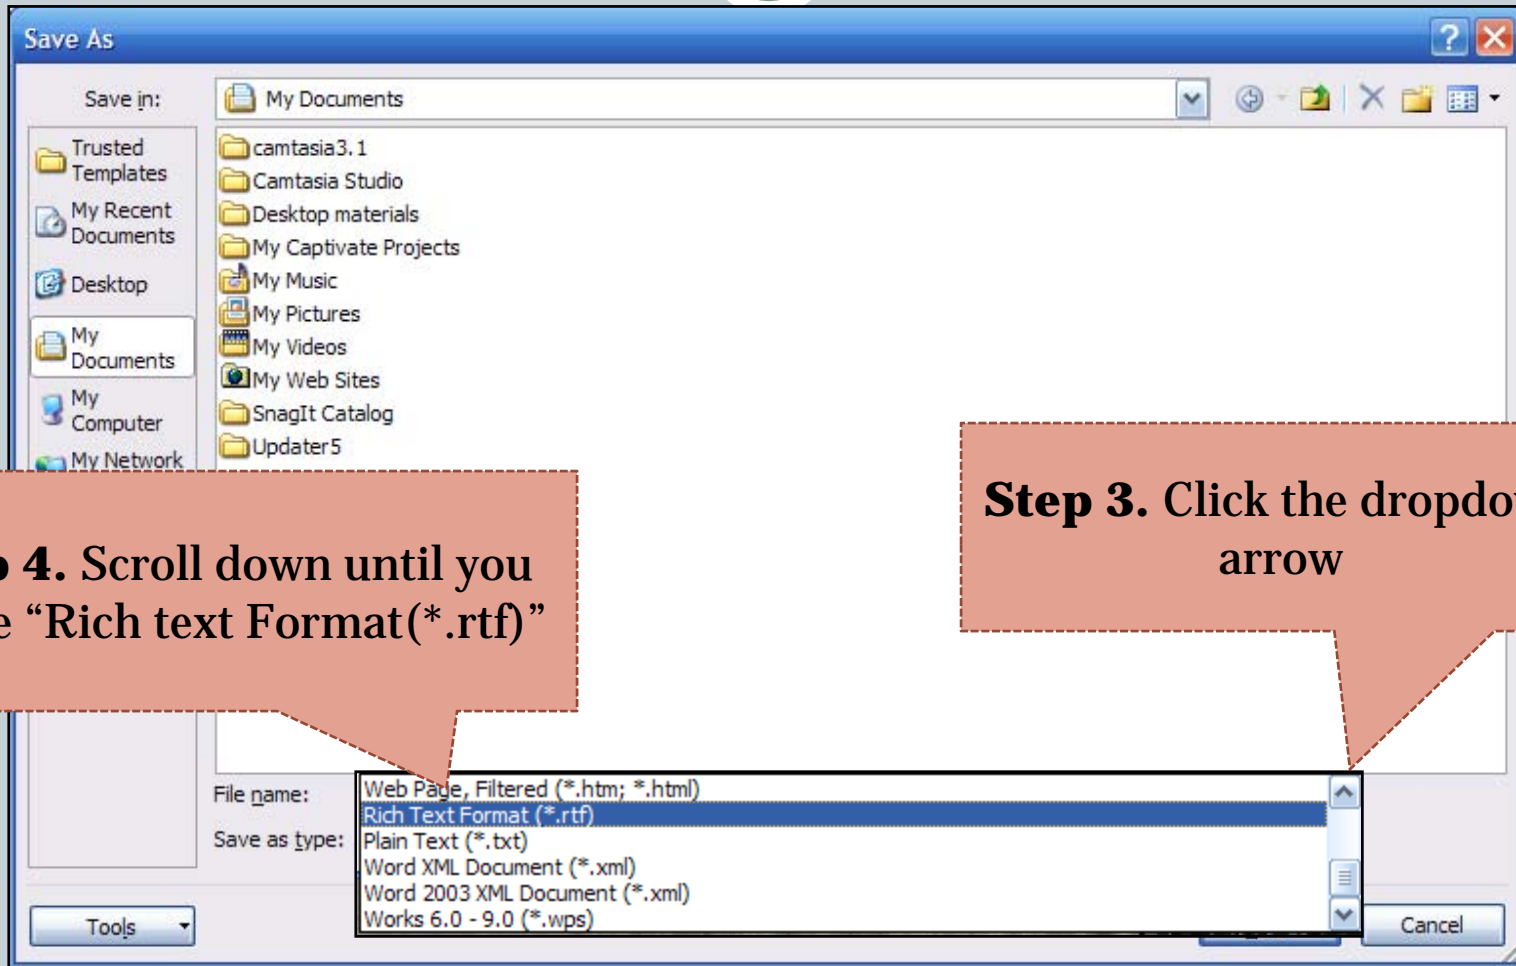 Save As
Save in:
My Documents
Trusted
Templates
My Recent
Documents
Desktop
My
Documents
My
Computer
My Network
camtasia3.1
Camtasia Studio
Desktop materials
My Captivate Projects
My Music
My Pictures
My Videos
My Web Sites
SnagIt Catalog
Updater5
Step 3. Click the
arrow
4. Scroll down until you
“Rich text Format(*.rtf)”
File name:
Save as type:
Web Page, Filtered (*.htm; *.html)
Rich Text Format (*.rtf)
Plain Text (*.txt)
Word XML Document (*.xml)
Word 2003 XML Document (*.xml)
Works 6.0 - 9.0 (*.wps)
Tools
Cancel